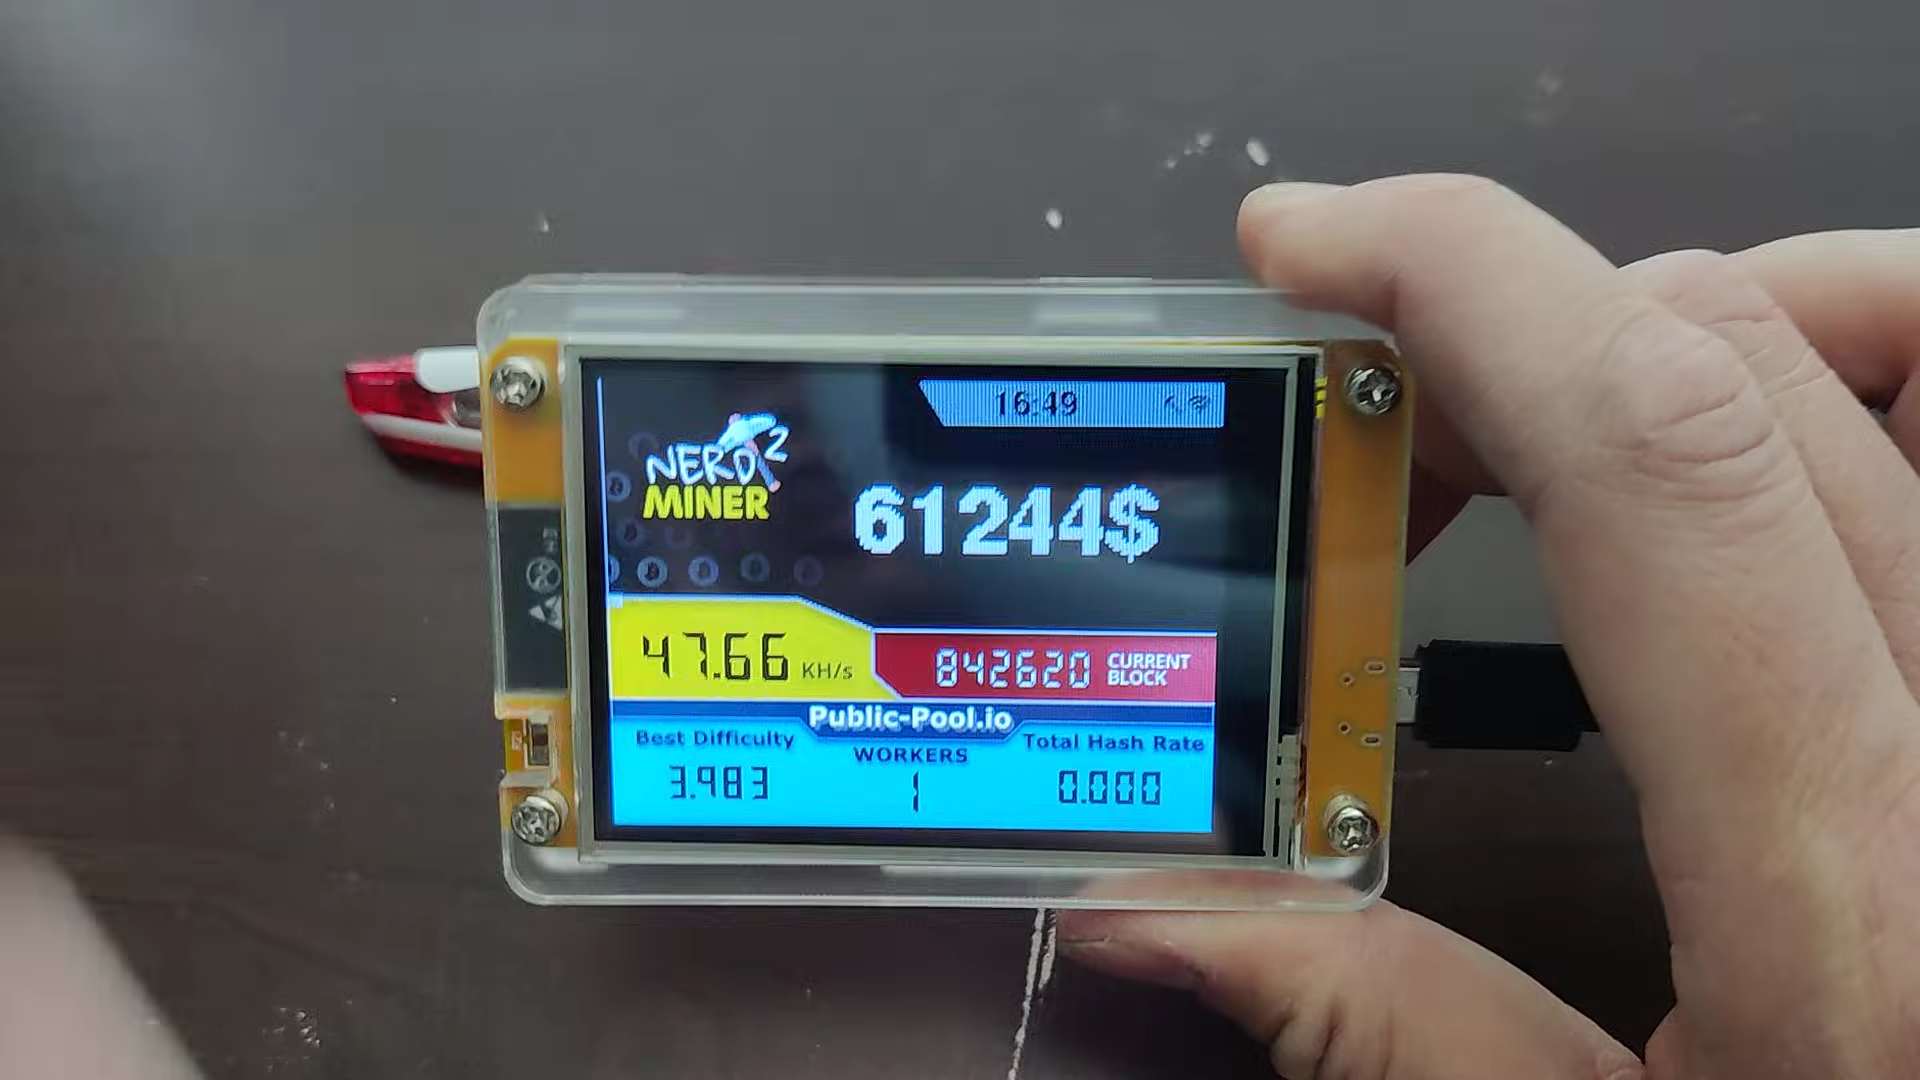 16:49
NERD 2
MINER
61244$
47.66 KH/s
842620 CURRENT
BLOCK
Public-Pool.io
Best Difficulty
WORKERS
Total Hash Rate
3.983
1
0.000